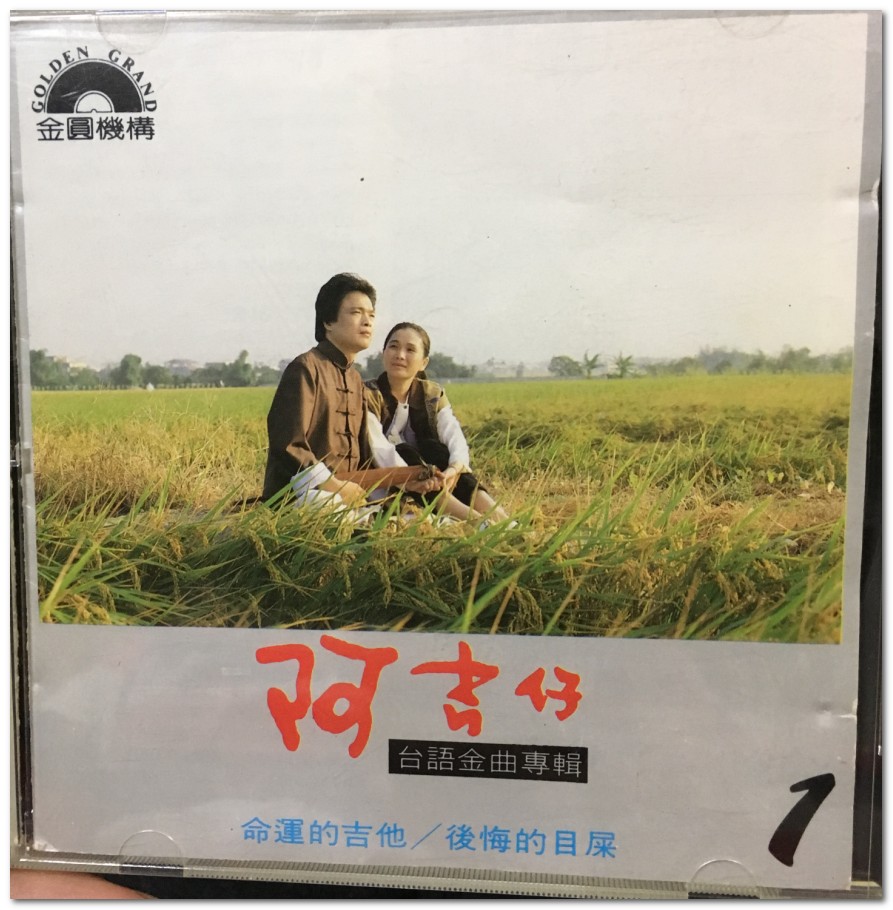 GOLDEN GRAND
金圓機構
阿吉仔
台語金曲專輯
命運的吉他／後悔的目屎
1